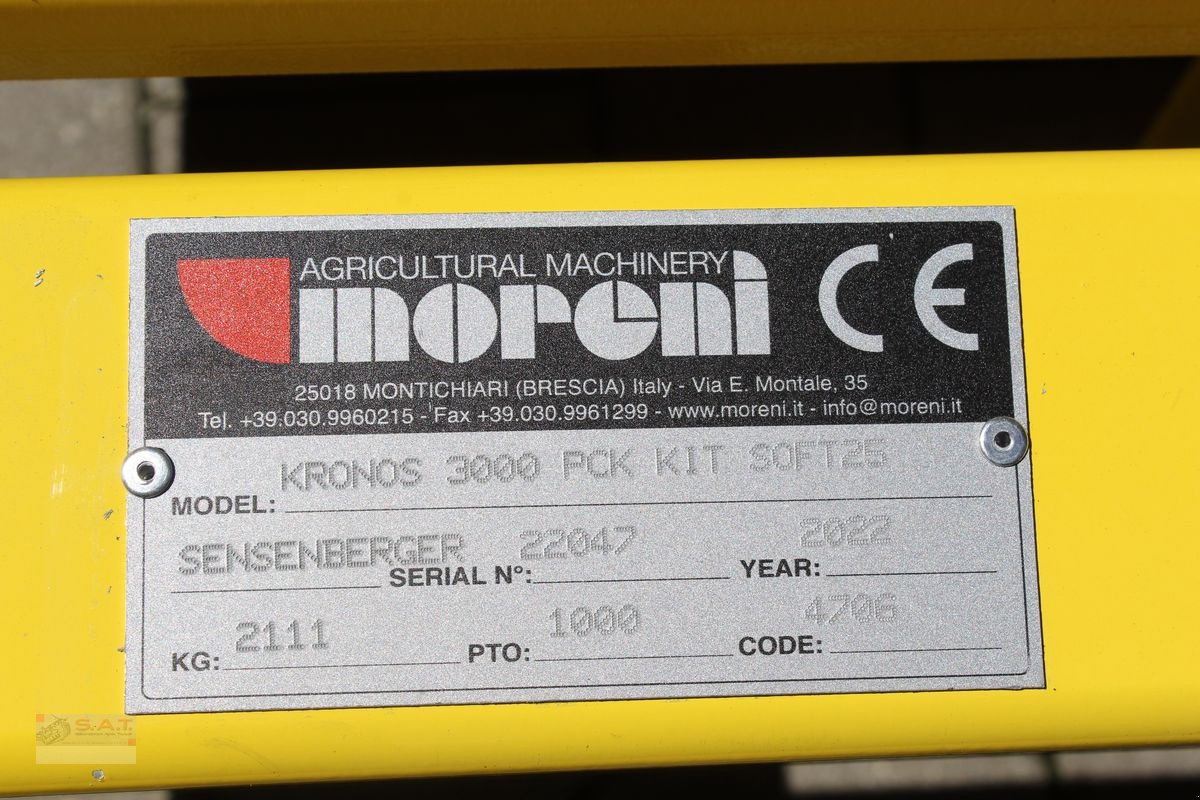 AGRICULTURAL MACHINERY
moreni CE
25018 MONTICHIARI (BRESCIA) Italy - Via E. Montale, 35
Tel. +39.030.9960215 - Fax +39.030.9961299 - www.moreni.it - info@moreni.it
MODEL: KRONOS 3000 PCK KIT SOFT25
SENSENBERGER SERIAL N°: 22047 YEAR: 2022
KG: 2111 PTO: 1000 CODE: 4706
S.A.T.